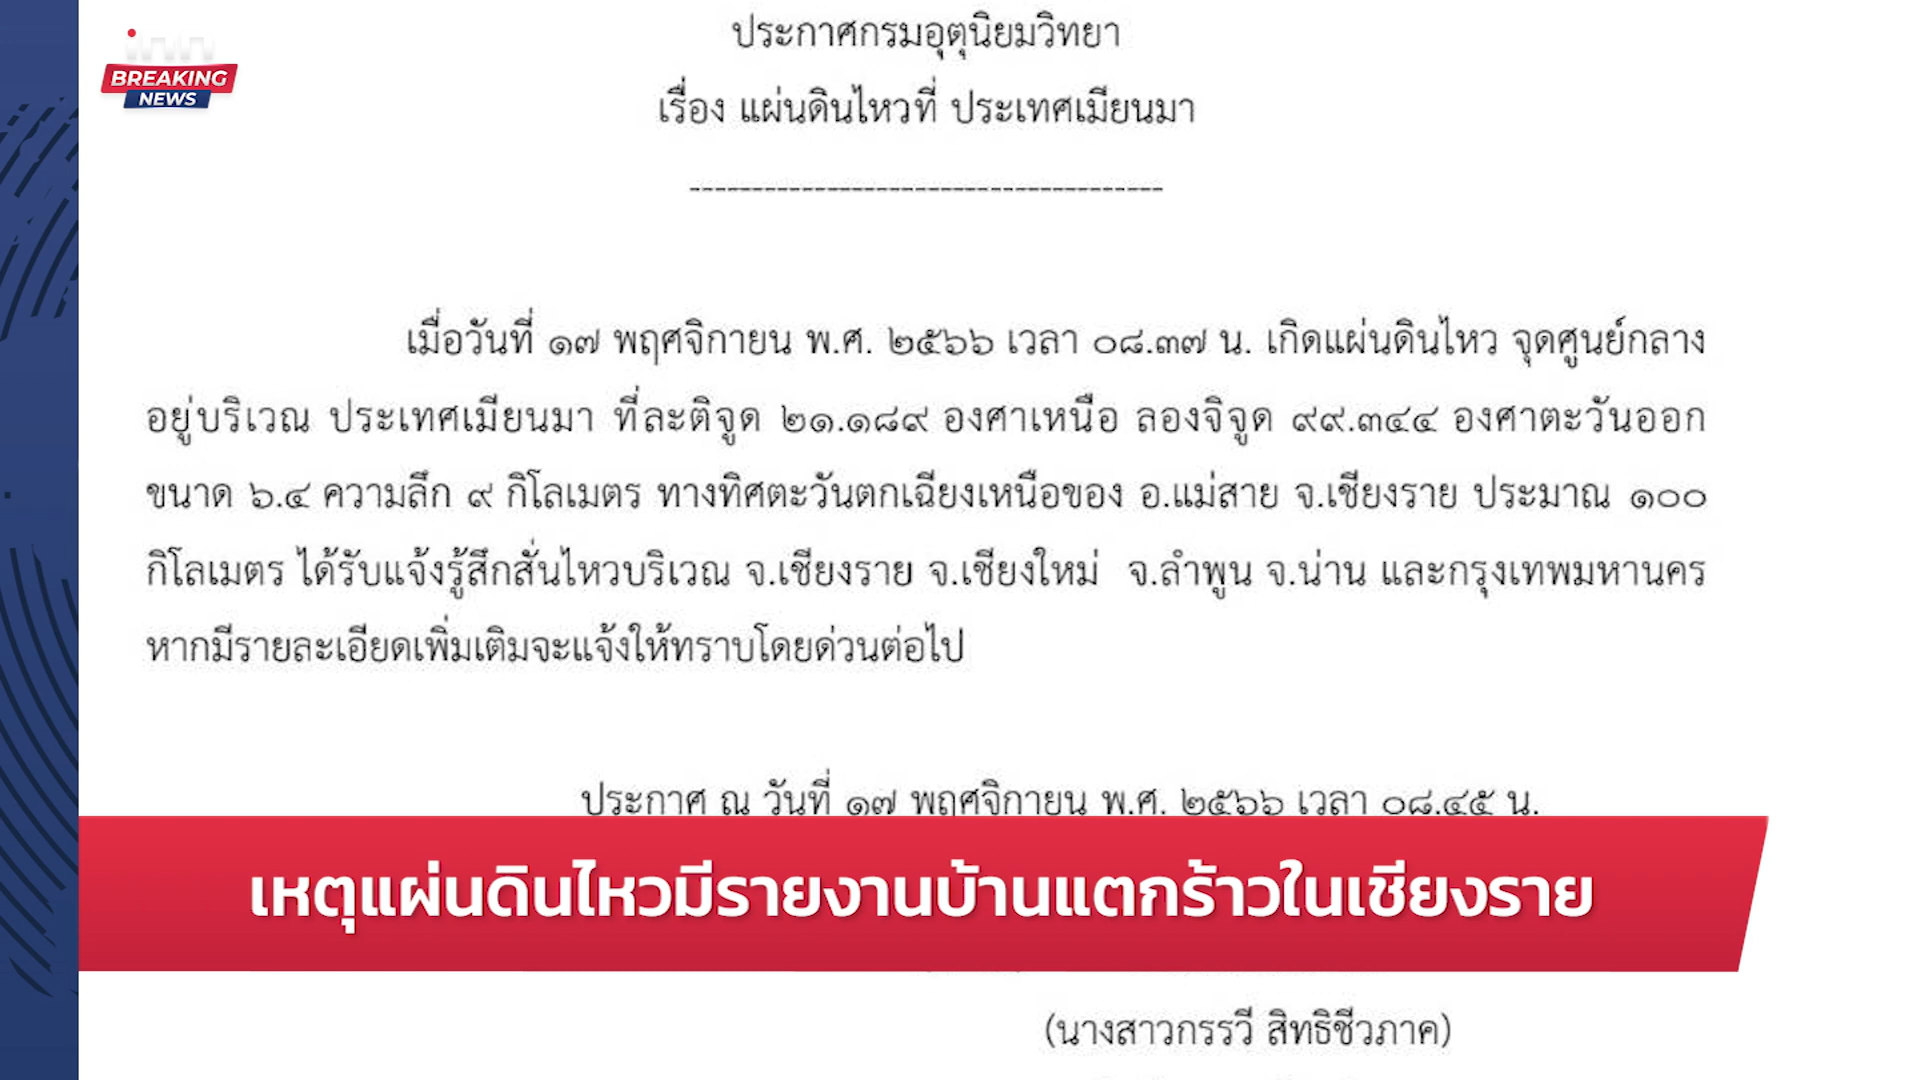 inn
BREAKING
NEWS
ประกาศกรมอุตุนิยมวิทยา
เรื่อง แผ่นดินไหวที่ ประเทศเมียนมา
--------------------------------------
เมื่อวันที่ ๑๗ พฤศจิกายน พ.ศ. ๒๕๖๖ เวลา ๐๘.๓๗ น. เกิดแผ่นดินไหว จุดศูนย์กลาง
อยู่บริเวณ ประเทศเมียนมา ที่ละติจูด ๒๑.๑๘๙ องศาเหนือ ลองจิจูด ๙๙.๓๔๔ องศาตะวันออก
ขนาด ๖.๔ ความลึก ๙ กิโลเมตร ทางทิศตะวันตกเฉียงเหนือของ อ.แม่สาย จ.เชียงราย ประมาณ ๑๐๐
กิโลเมตร ได้รับแจ้งรู้สึกสั่นไหวบริเวณ จ.เชียงราย จ.เชียงใหม่ จ.ลำพูน จ.น่าน และกรุงเทพมหานคร
หากมีรายละเอียดเพิ่มเติมจะแจ้งให้ทราบโดยด่วนต่อไป
ประกาศ ณ วันที่ ๑๗ พฤศจิกายน พ.ศ. ๒๕๖๖ เวลา ๐๘.๔๕ น.
เหตุแผ่นดินไหวมีรายงานบ้านแตกร้าวในเชียงราย
(นางสาวกรรวี สิทธิชีวภาค)